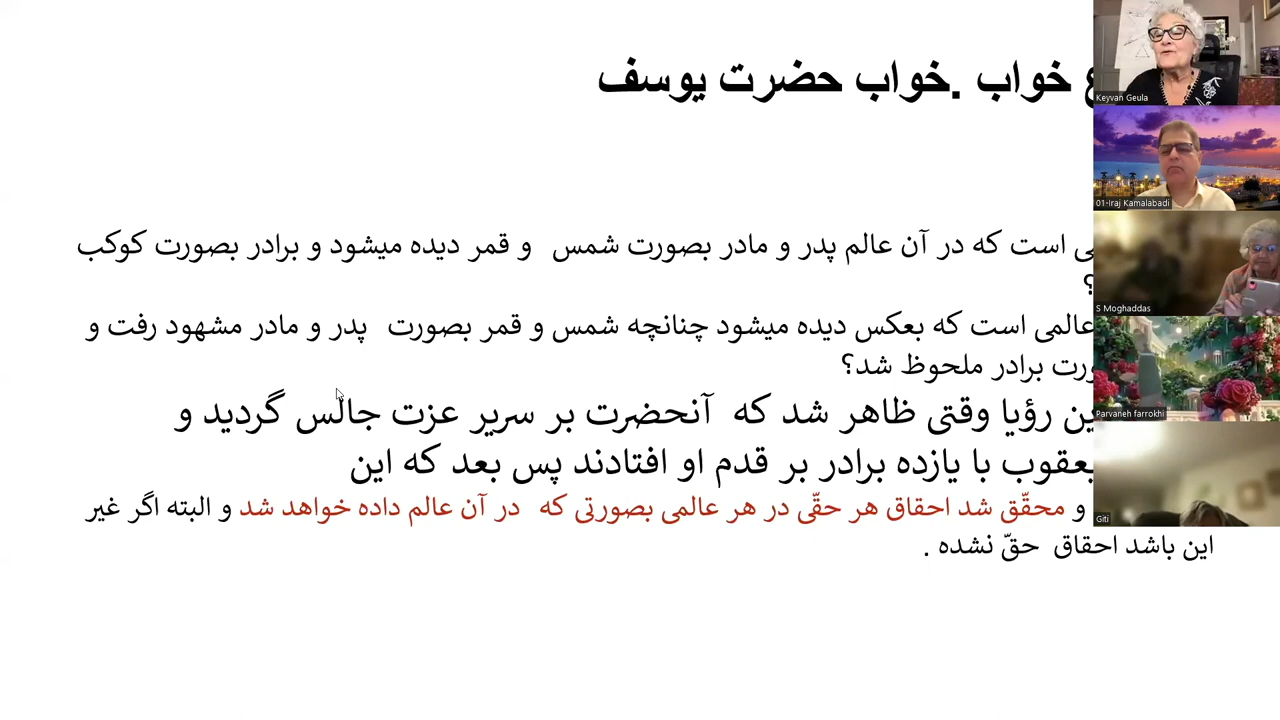 خواب .خواب حضرت یوسف
است که در آن عالم پدر و مادر بصورت شمس و قمر دیده میشود و برادر بصورت کوکب
؟
عالمی است که بعکس دیده میشود چنانچه شمس و قمر بصورت پدر و مادر مشهود رفت و
برادر ملحوظ شد؟
رؤیا وقتی ظاهر شد که آنحضرت بر سریر عزت جالس گردید و
یعقوب با یازده برادر بر قدم او افتادند پس بعد که این
و محقّق شد احقاق هر حقّی در هر عالمی بصورتی که در آن عالم داده خواهد شد و البته اگر غیر
این باشد احقاق حقّ نشده .
Keyvan Geula
01-Iraj Kamalabadi
S Moghaddas
Parvaneh farrokhi
Giti